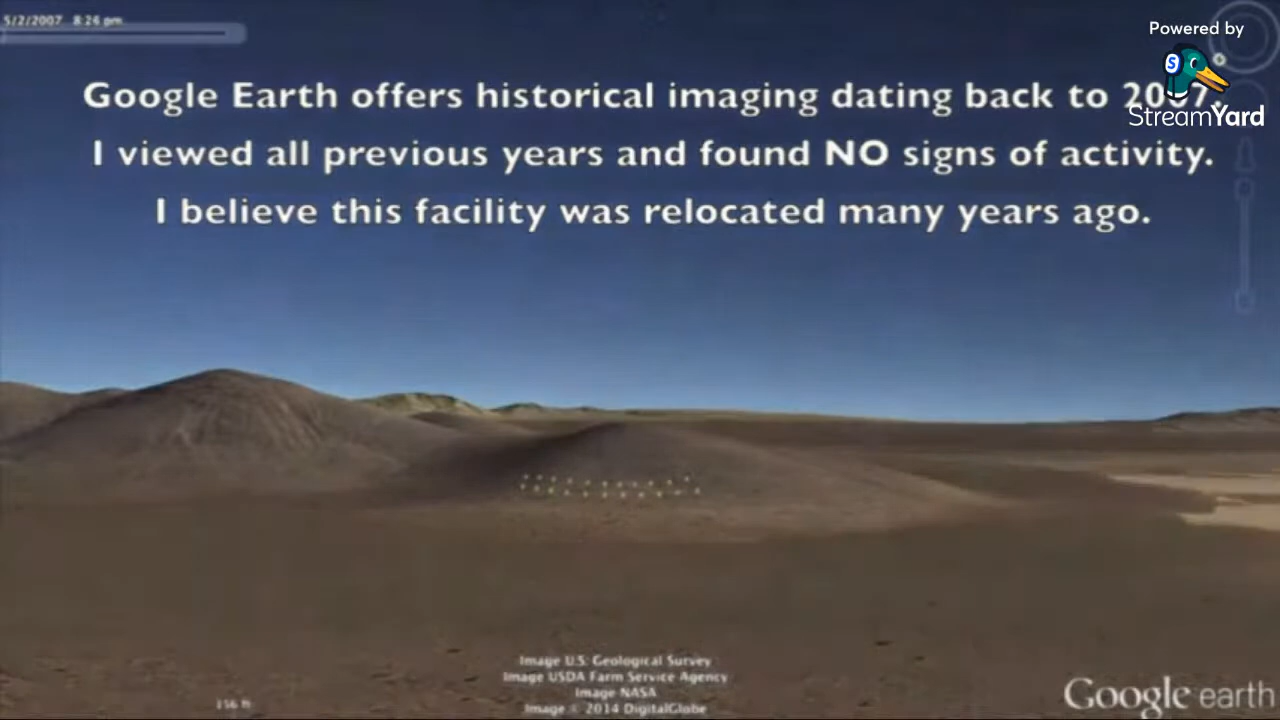 5/2/2007 8:26 pm
Powered by
StreamYard
Google Earth offers historical imaging dating back to 2007.
I viewed all previous years and found NO signs of activity.
I believe this facility was relocated many years ago.
Image U.S. Geological Survey
Image USDA Farm Service Agency
Image NASA
Image © 2014 DigitalGlobe
Google earth